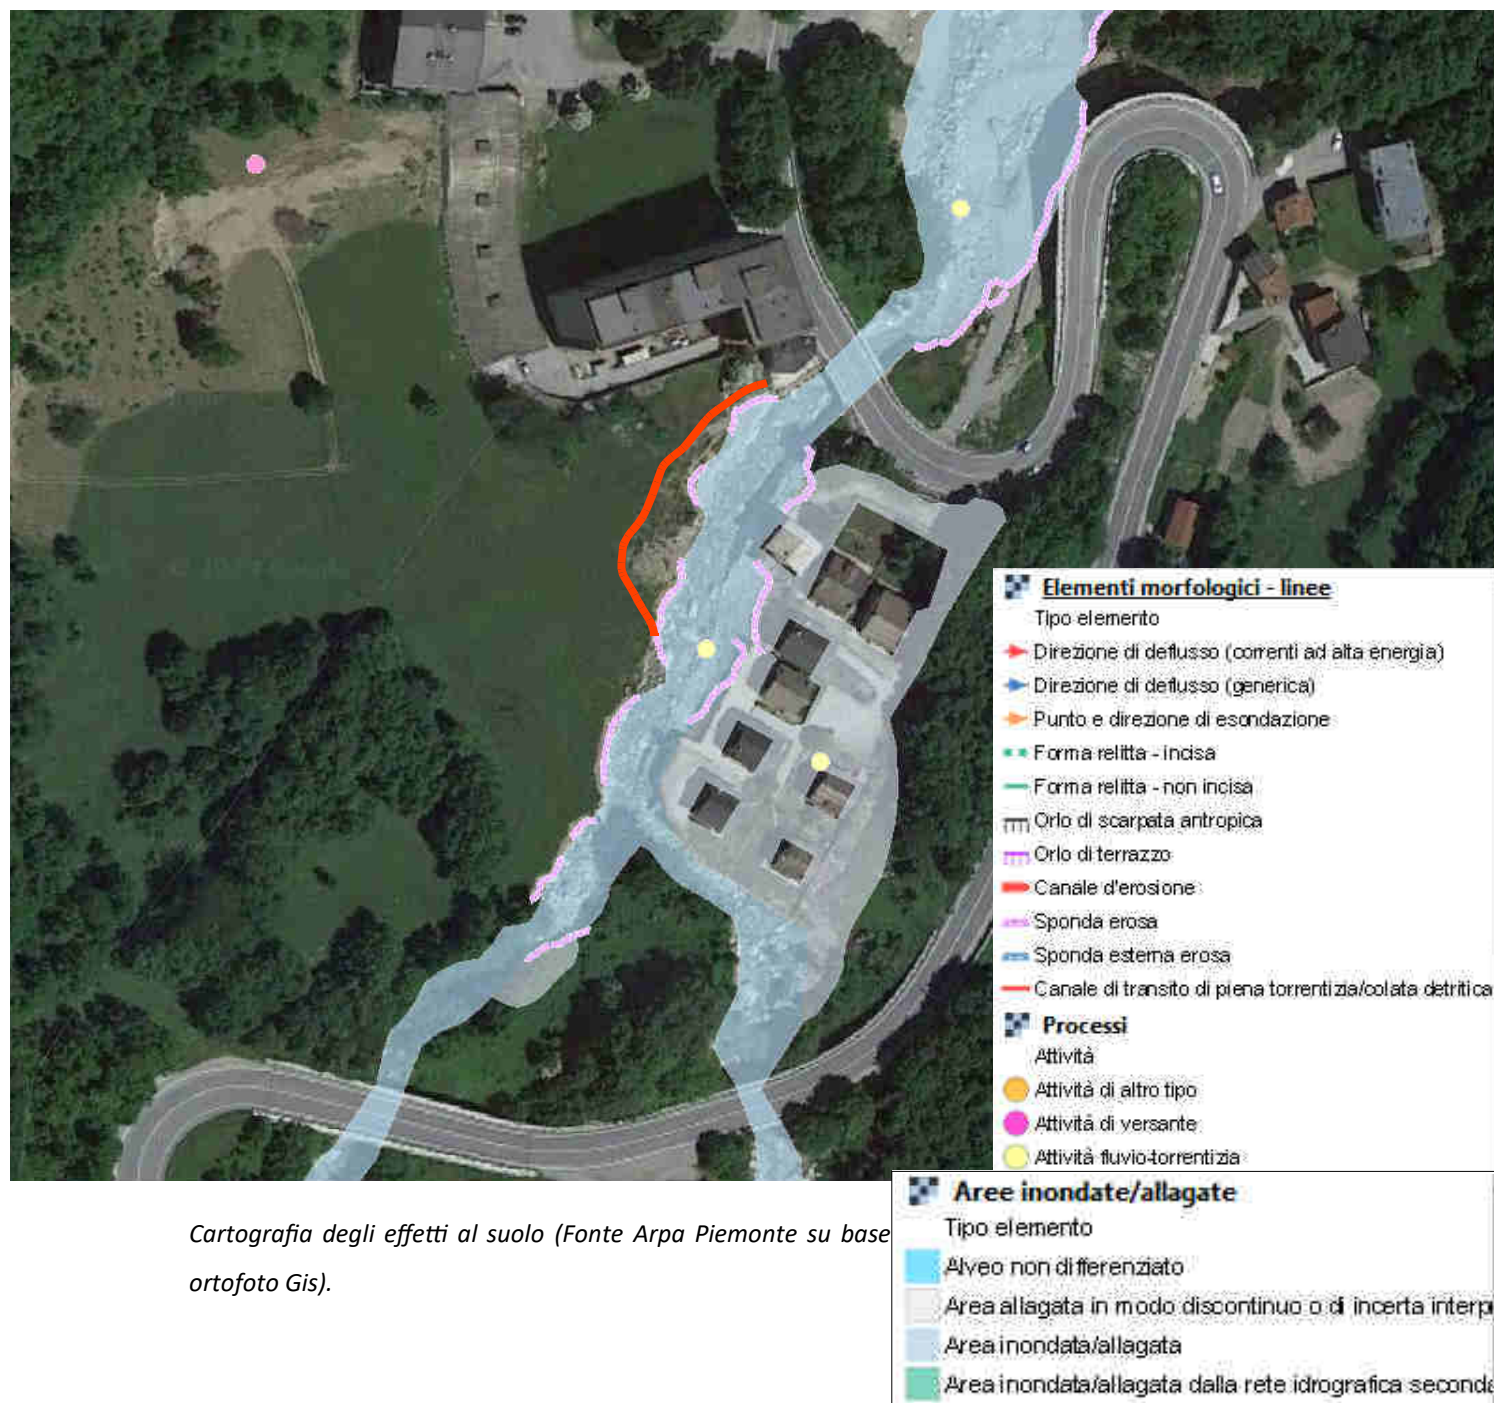 Elementi morfologici - linee
Tipo elemento
Direzione di deflusso (correnti ad alta energia)
Direzione di deflusso (generica)
Punto e direzione di esondazione
Forma relitta - incisa
Forma relitta - non incisa
Orlo di scarpata antropica
Orlo di terrazzo
Canale d'erosione
Sponda erosa
Sponda esterna erosa
Canale di transito di piena torrentizia/colata detritica
Processi
Attività
Attività di altro tipo
Attività di versante
Attività fluvio-torrentizia
Aree inondate/allagate
Tipo elemento
Alveo non differenziato
Area allagata in modo discontinuo o di incerta interp
Area inondata/allagata
Area inondata/allagata dalla rete idrografica seconda
Cartografia degli effetti al suolo (Fonte Arpa Piemonte su base
ortofoto Gis).